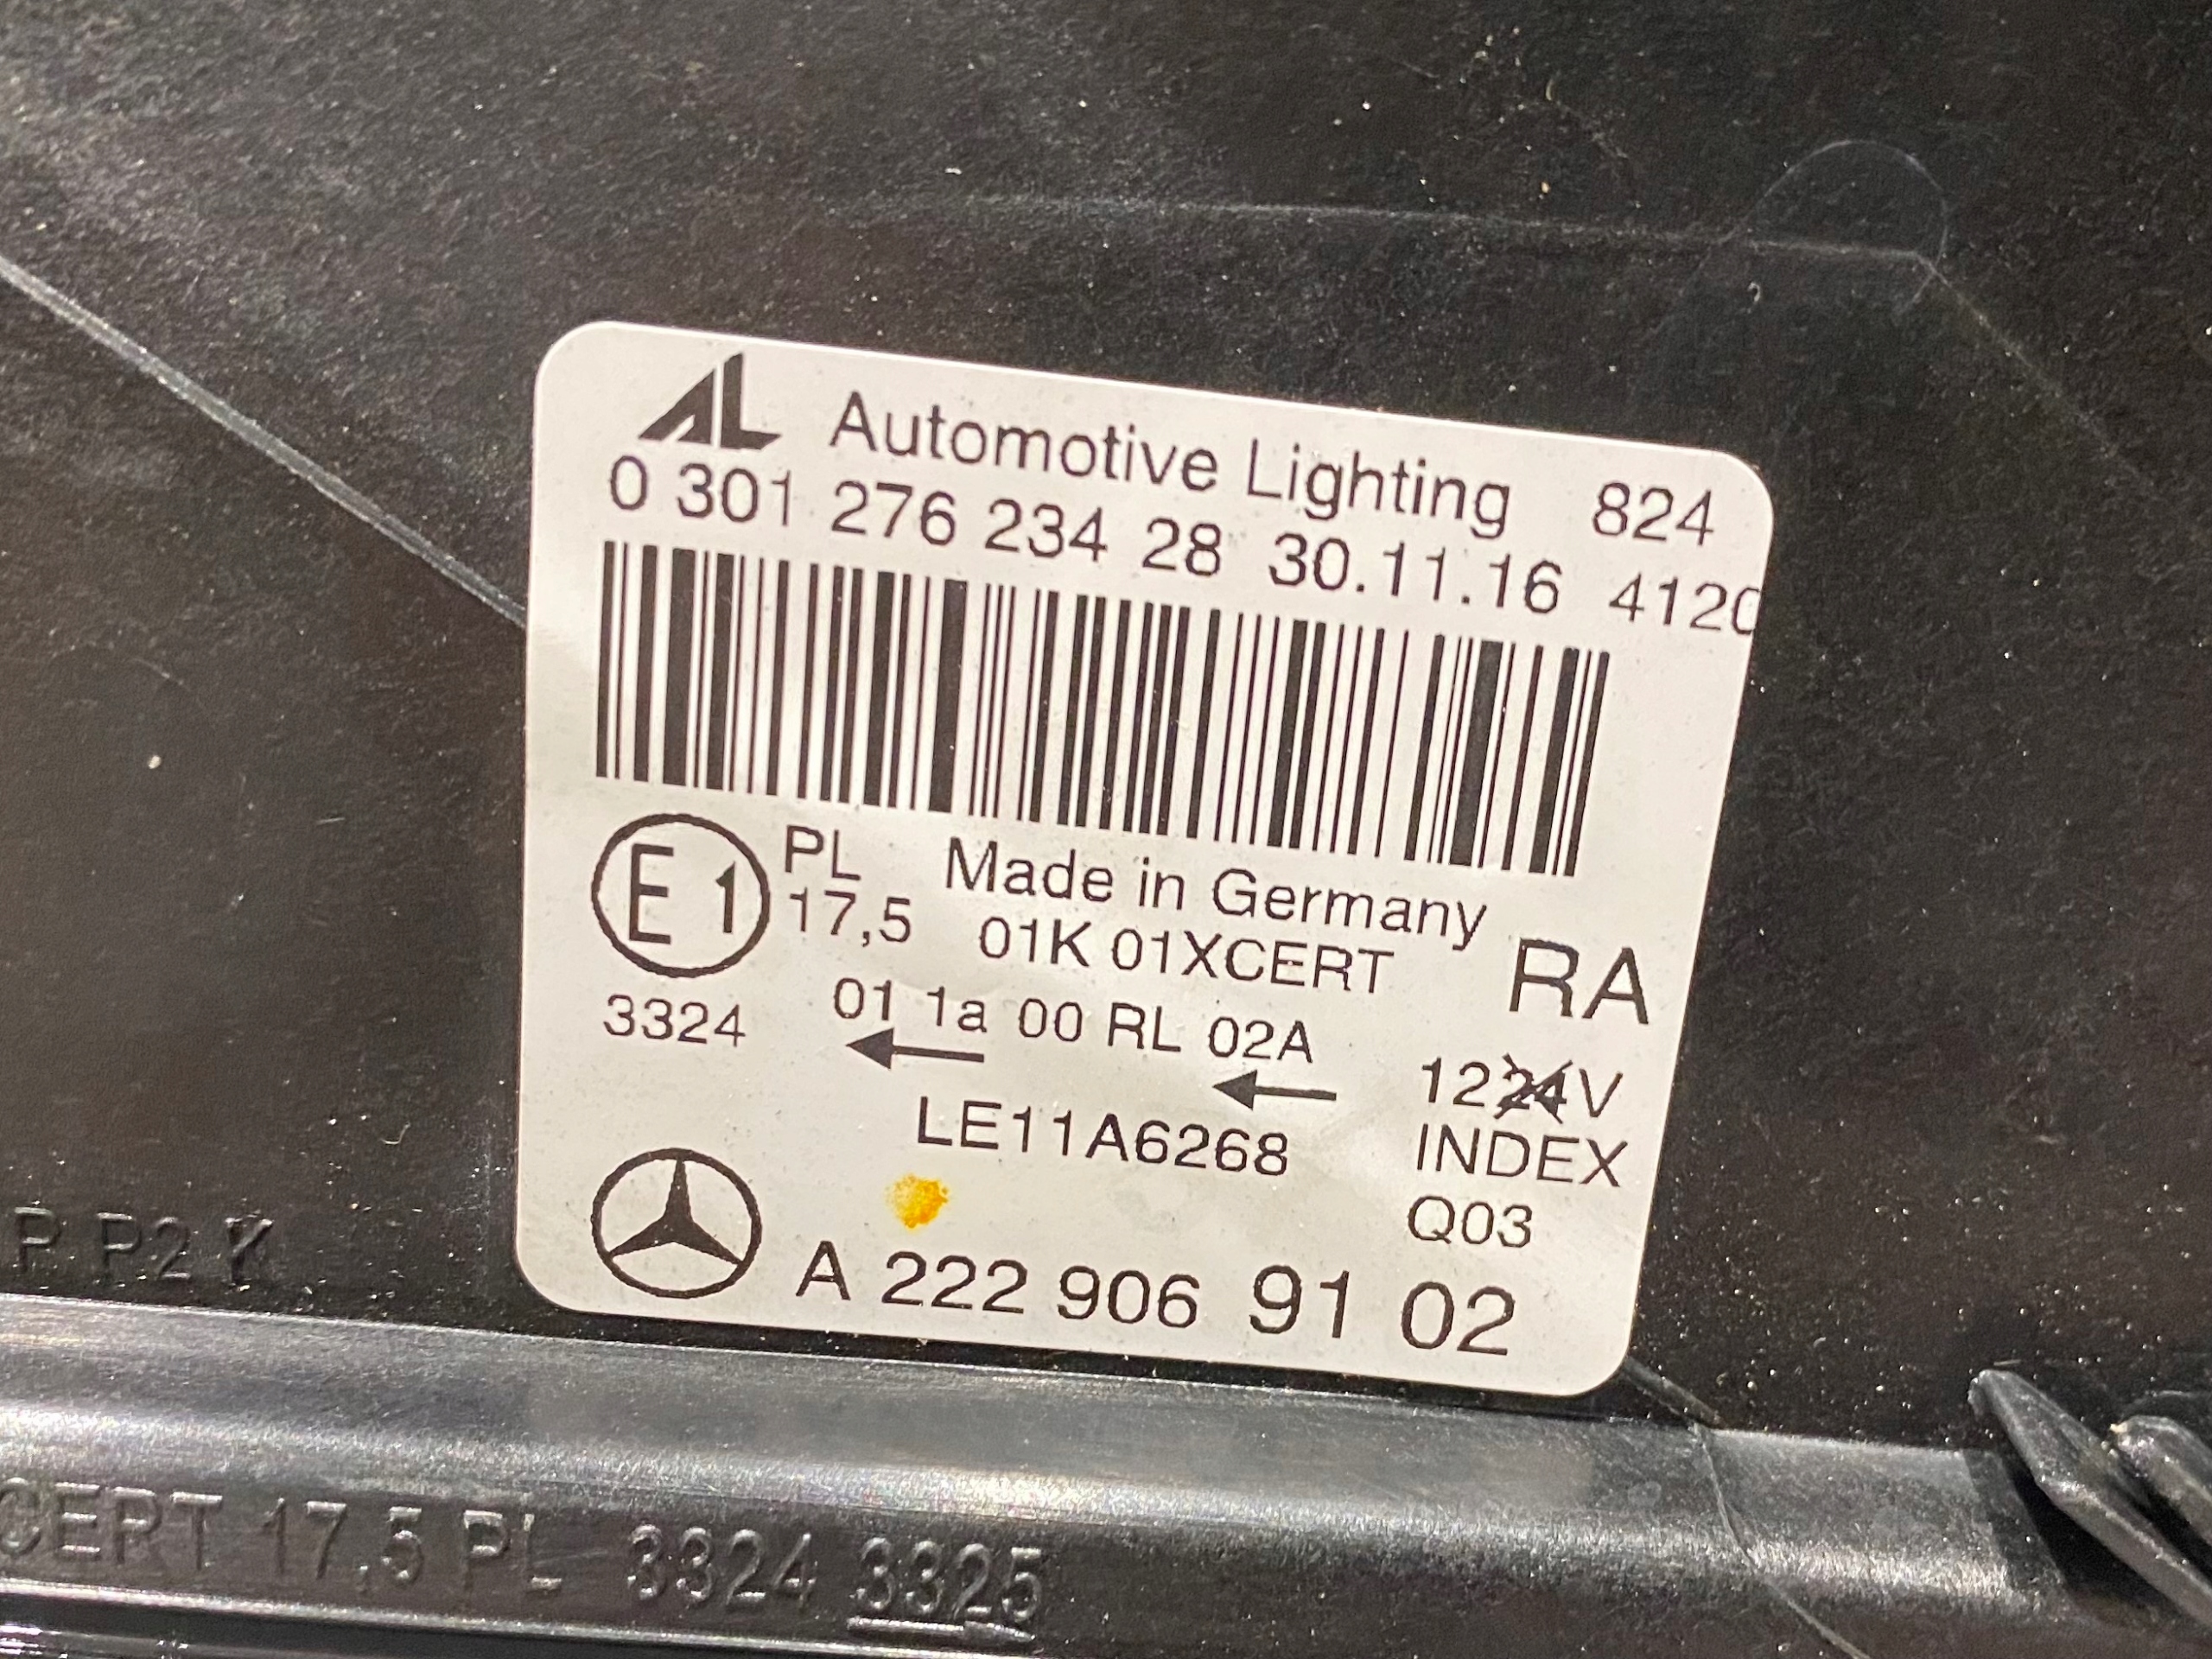 AL Automotive Lighting 824
0 301 276 234 28 30.11.16 4120
E1 PL Made in Germany
17,5 01K 01XCERT RA
3324 01 1a 00 RL 02A
12 24 V
LE11A6268 INDEX
Q03
A 222 906 91 02
P P2 Y
CERT 17,5 PL 3324 3325